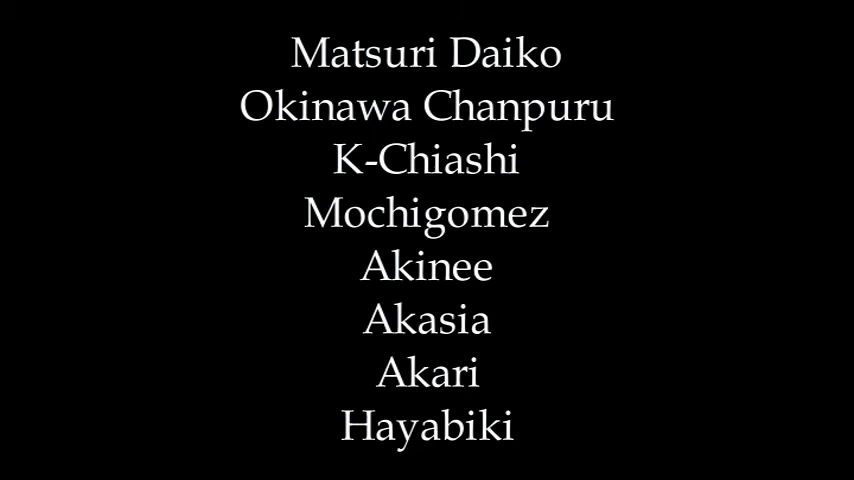 Matsuri Daiko
Okinawa Chanpuru
K-Chiashi
Mochigomez
Akinee
Akasia
Akari
Hayabiki